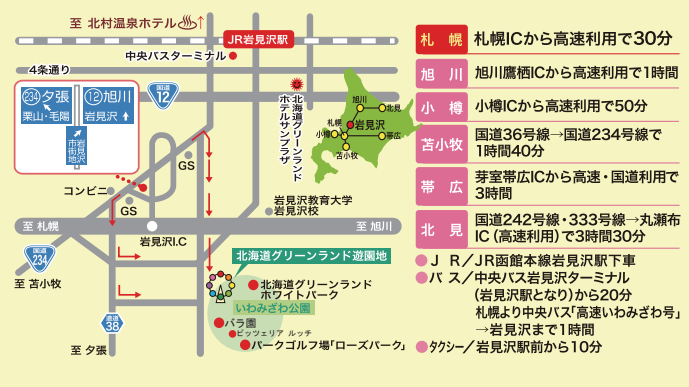 至 北村温泉ホテル
JR岩見沢駅
中央バスターミナル
4条通り
234 夕張
栗山・毛陽
12 旭川
岩見沢
岩見沢
市街地
国道
12
北海道グリーンランド
ホテルサンプラザ
旭川
北見
札幌
岩見沢
小樽
帯広
苫小牧
GS
コンビニ
GS
岩見沢教育大学
岩見沢校
至 札幌
至 旭川
岩見沢I.C
国道
234
至 苫小牧
北海道グリーンランド遊園地
北海道グリーンランド
ホワイトパーク
いわみざわ公園
バラ園
ピッツェリア ルッチ
パークゴルフ場「ローズパーク」
道道
38
至 夕張
札幌 札幌ICから高速利用で30分
旭川 旭川鷹栖ICから高速利用で1時間
小樽 小樽ICから高速利用で50分
苫小牧 国道36号線→国道234号線で
1時間40分
帯広 芽室帯広ICから高速・国道利用で
3時間
北見 国道242号線・333号線→丸瀬布
IC(高速利用)で3時間30分
●J R/JR函館本線岩見沢駅下車
●バ ス/中央バス岩見沢ターミナル
(岩見沢駅となり)から20分
札幌より中央バス「高速いわみざわ号」
→岩見沢まで1時間
●タクシー/岩見沢駅前から10分